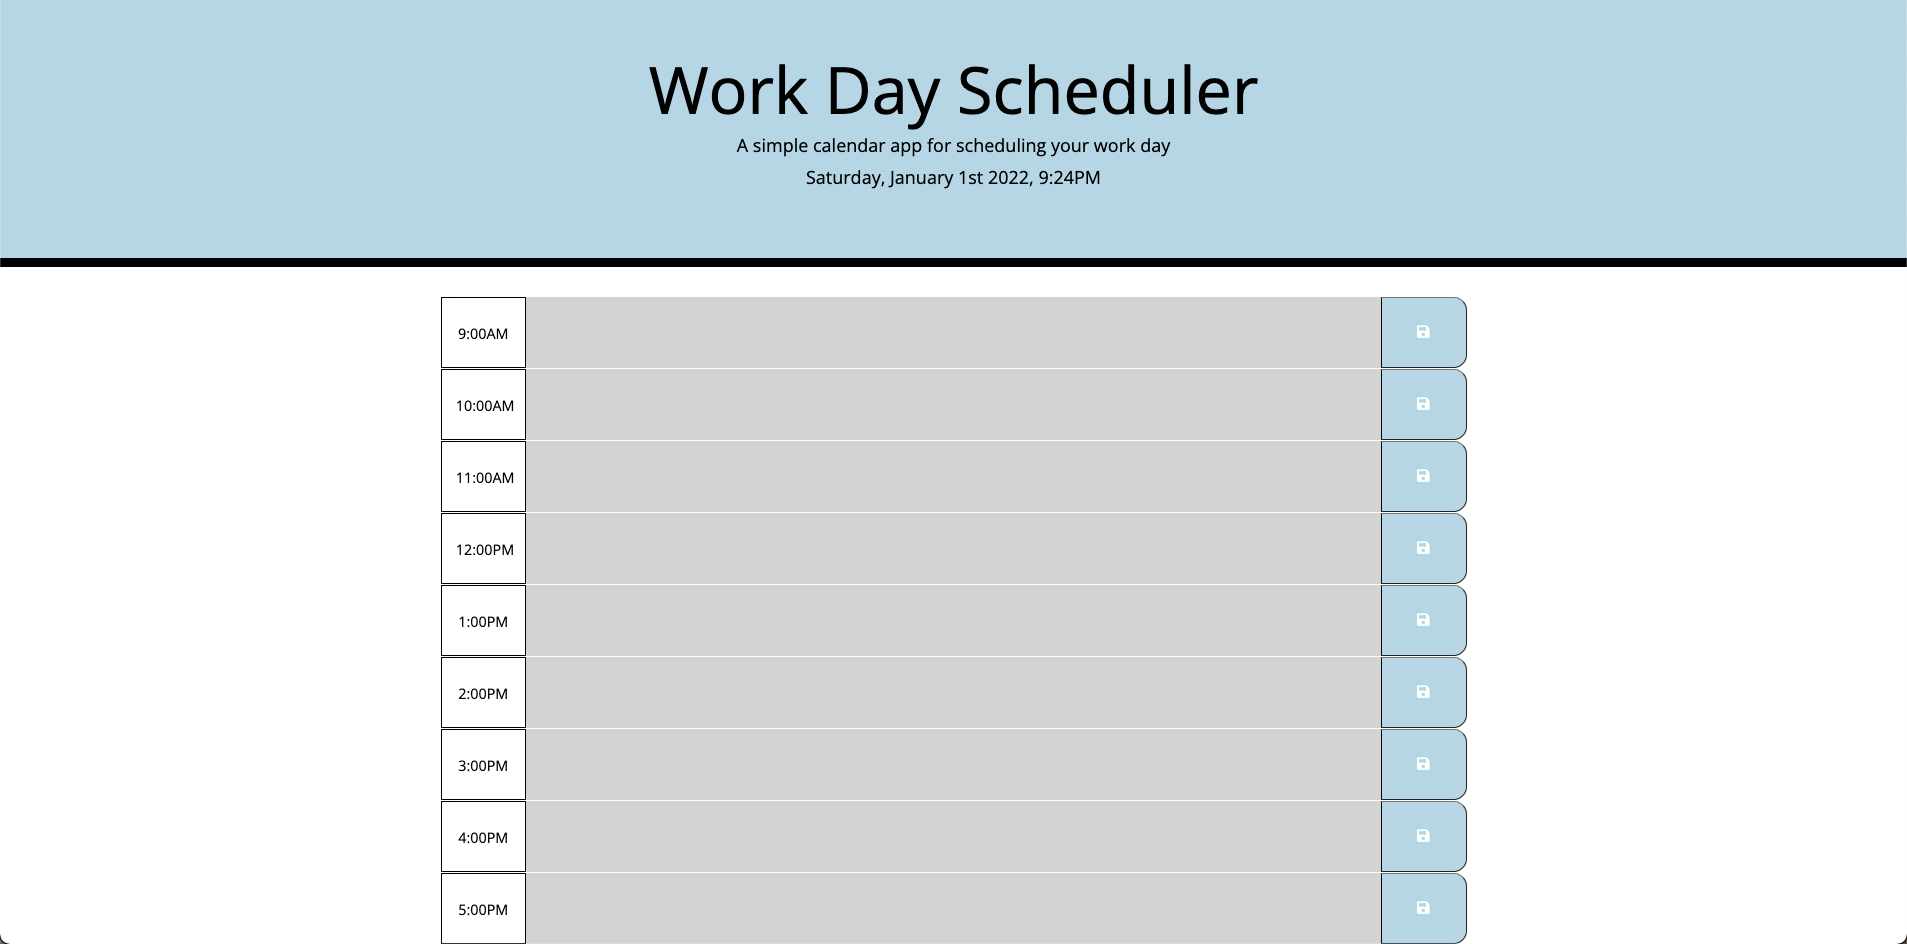 Work Day Scheduler
A simple calendar app for scheduling your work day
Saturday, January 1st 2022, 9:24PM
9:00AM
10:00AM
11:00AM
12:00PM
1:00PM
2:00PM
3:00PM
4:00PM
5:00PM